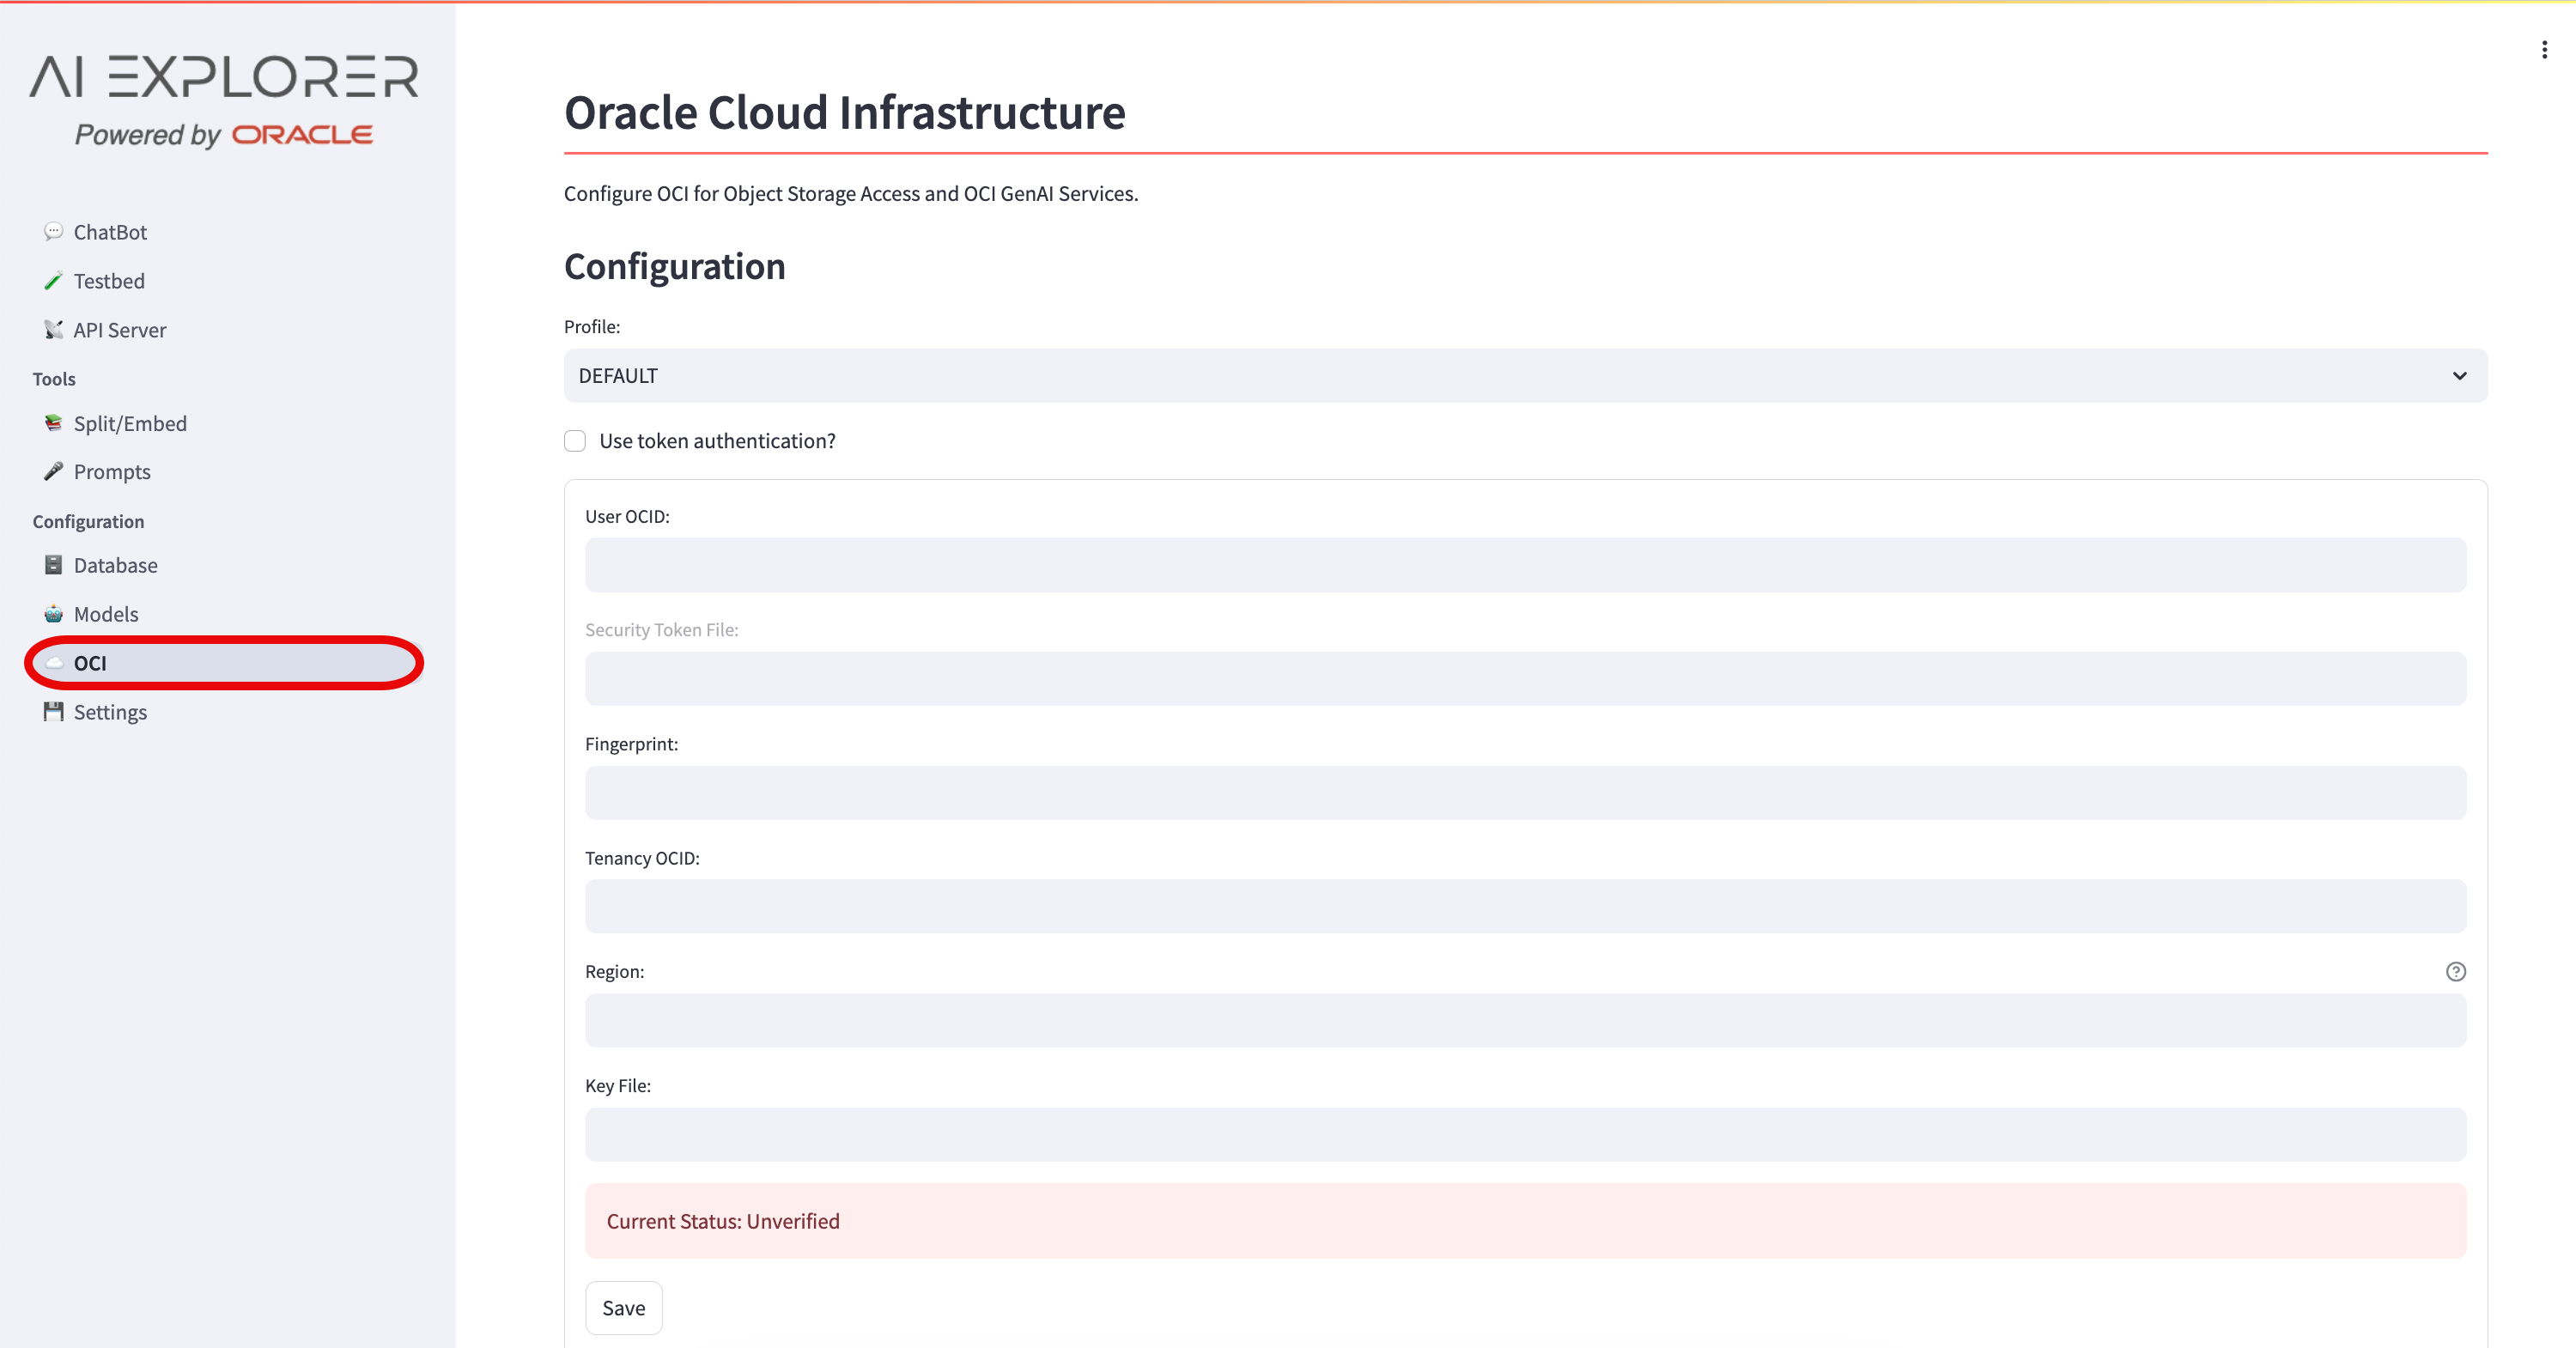 AI EXPLORER
Powered by ORACLE
ChatBot
Testbed
API Server
Tools
Split/Embed
Prompts
Configuration
Database
Models
OCI
Settings
Oracle Cloud Infrastructure
Configure OCI for Object Storage Access and OCI GenAI Services.
Configuration
Profile:
DEFAULT
Use token authentication?
User OCID:
Security Token File:
Fingerprint:
Tenancy OCID:
Region:
Key File:
Current Status: Unverified
Save